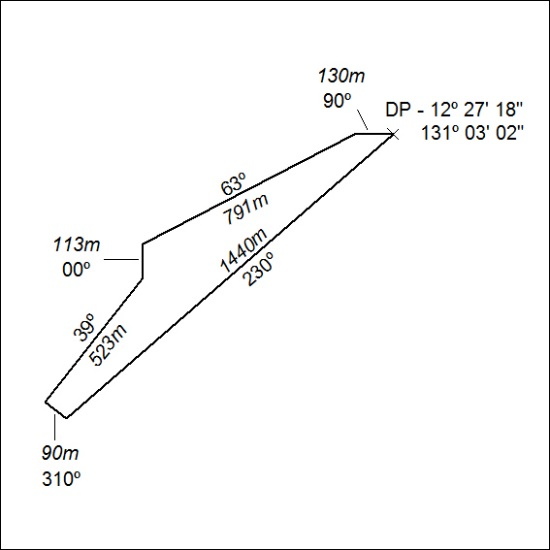 130m
90º
DP - 12º 27' 18"
131º 03' 02"
63º
791m
113m
00º
1440m
230º
39º
523m
90m
310º